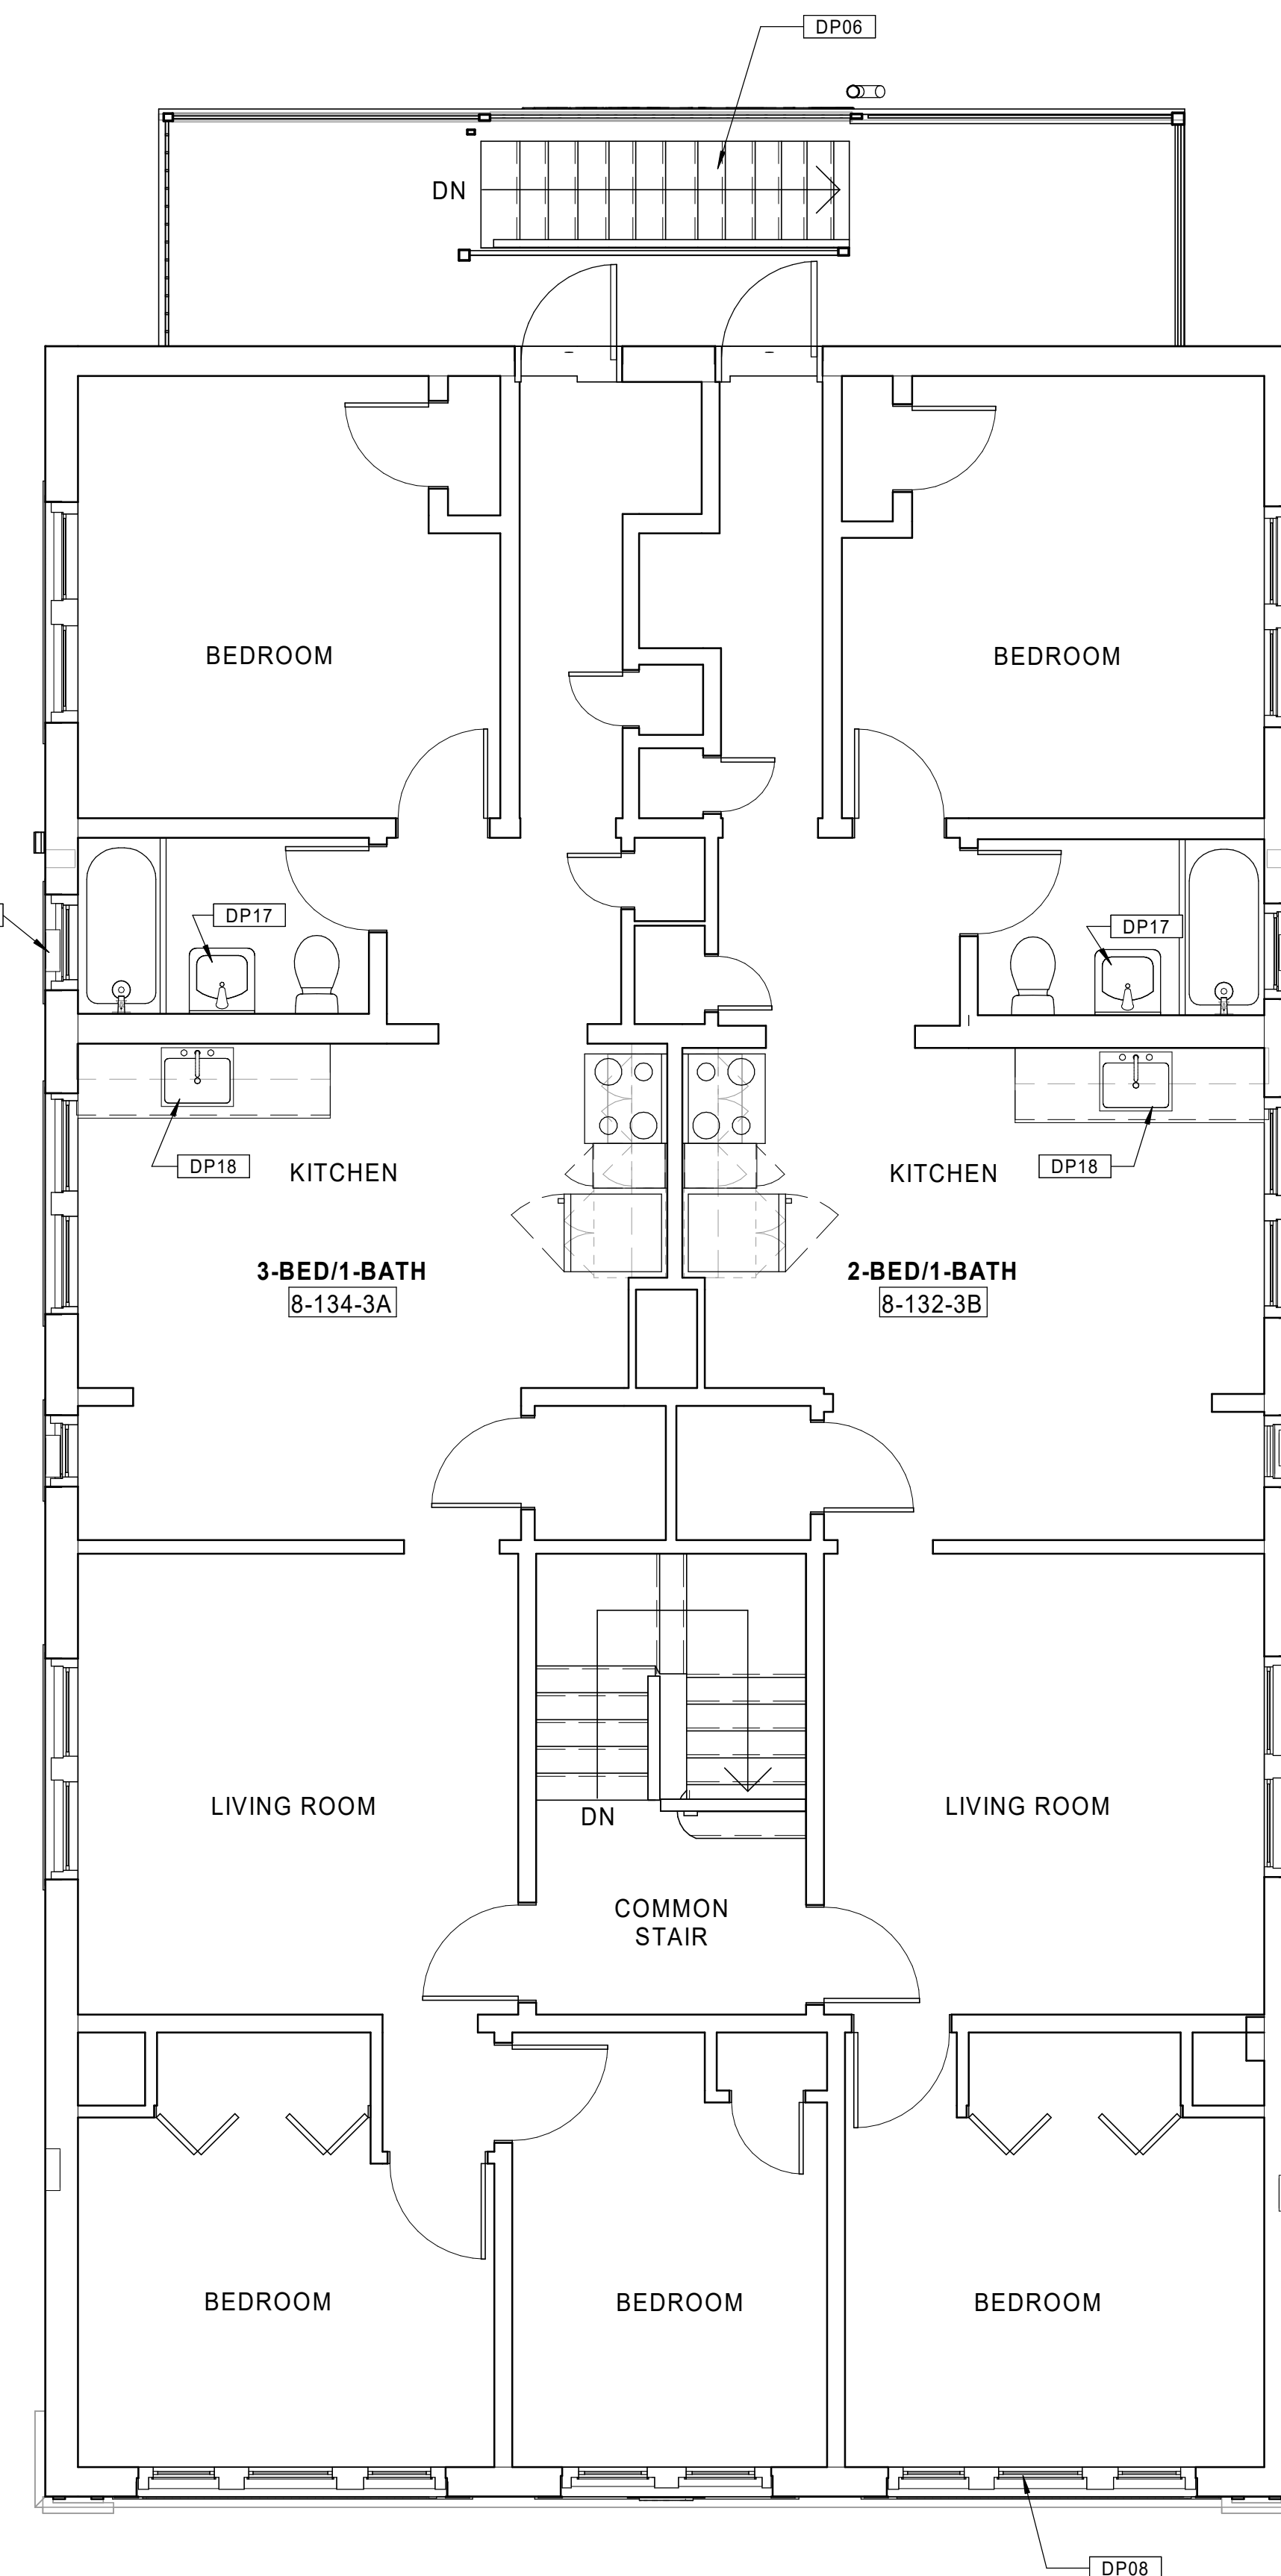 DP06
DN
BEDROOM
BEDROOM
DP17
DP17
DP18
KITCHEN
KITCHEN
DP18
3-BED/1-BATH
8-134-3A
2-BED/1-BATH
8-132-3B
LIVING ROOM
DN
LIVING ROOM
COMMON
STAIR
BEDROOM
BEDROOM
BEDROOM
DP08